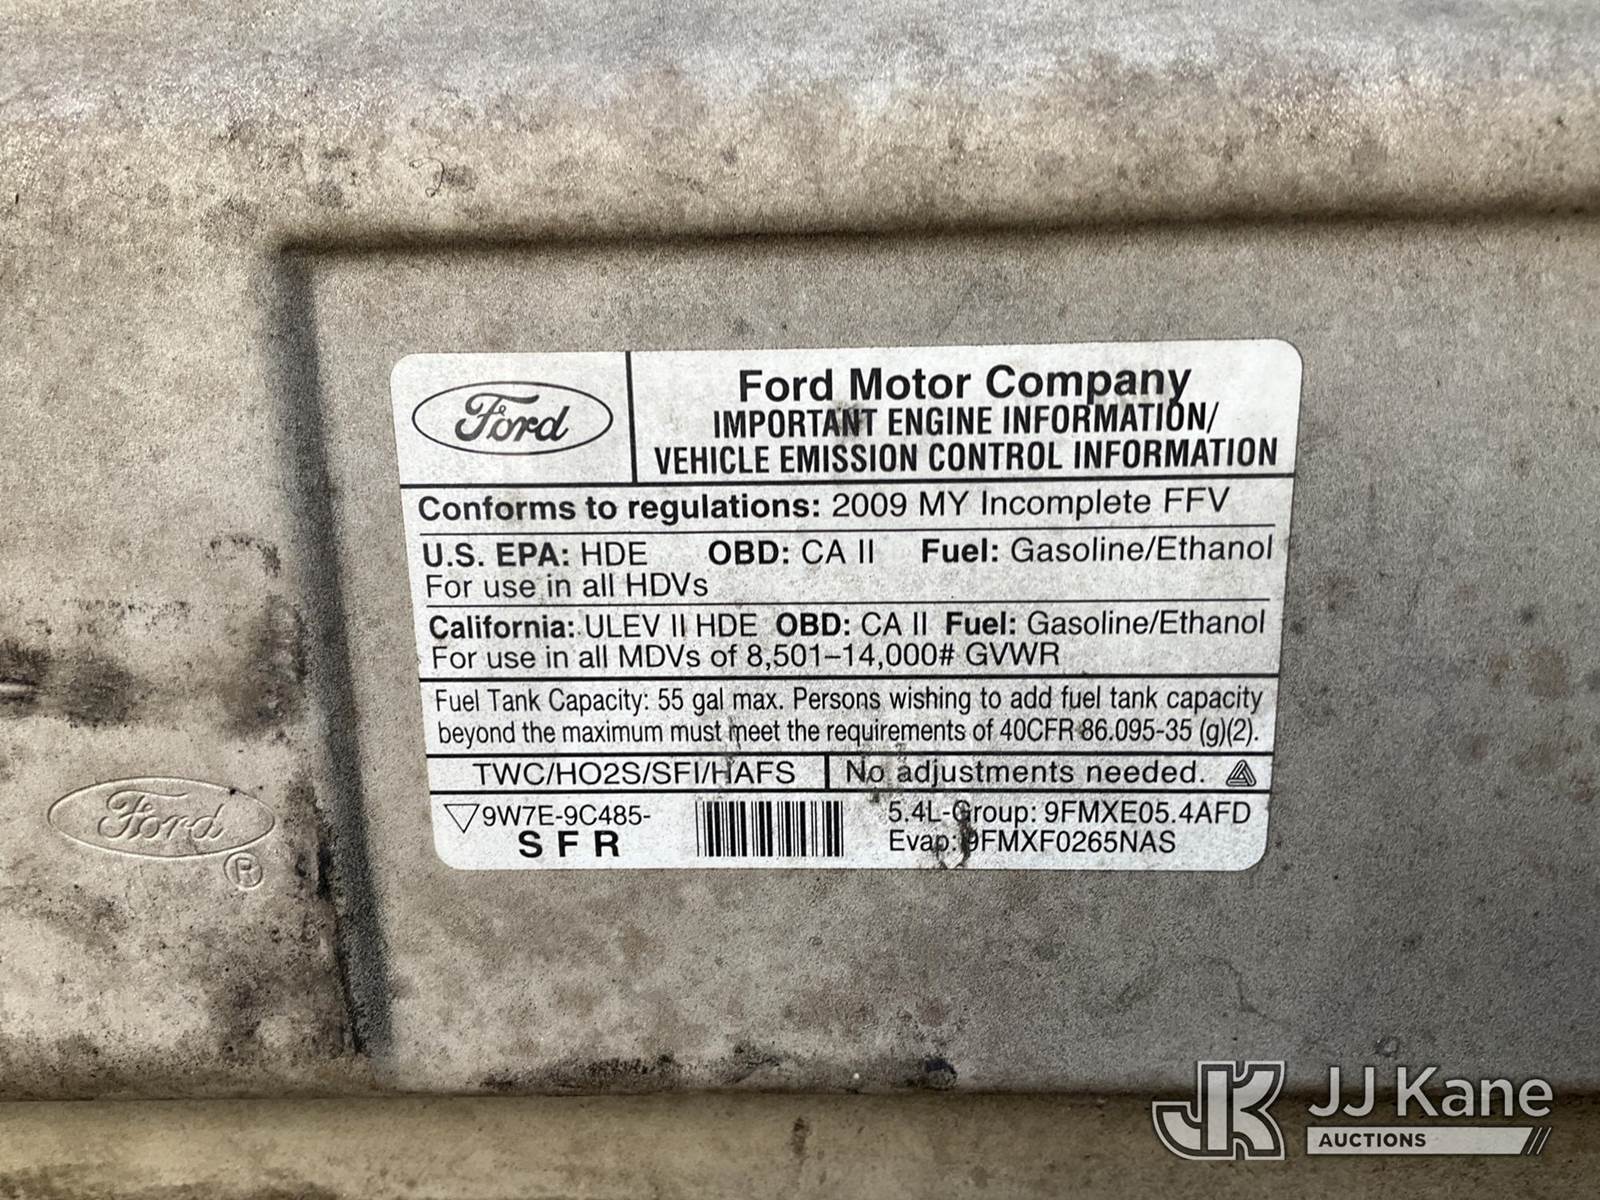 Ford
Ford Motor Company
IMPORTANT ENGINE INFORMATION/
VEHICLE EMISSION CONTROL INFORMATION
Conforms to regulations: 2009 MY Incomplete FFV
U.S. EPA: HDE OBD: CA II Fuel: Gasoline/Ethanol
For use in all HDVs
California: ULEV II HDE OBD: CA II Fuel: Gasoline/Ethanol
For use in all MDVs of 8,501–14,000# GVWR
Fuel Tank Capacity: 55 gal max. Persons wishing to add fuel tank capacity
beyond the maximum must meet the requirements of 40CFR 86.095-35 (g)(2).
TWC/HO2S/SFI/HAFS No adjustments needed.
9W7E-9C485-
SFR
5.4L-Group: 9FMXE05.4AFD
Evap: 9FMXF0265NAS
Ford
®
JK JJ Kane
AUCTIONS